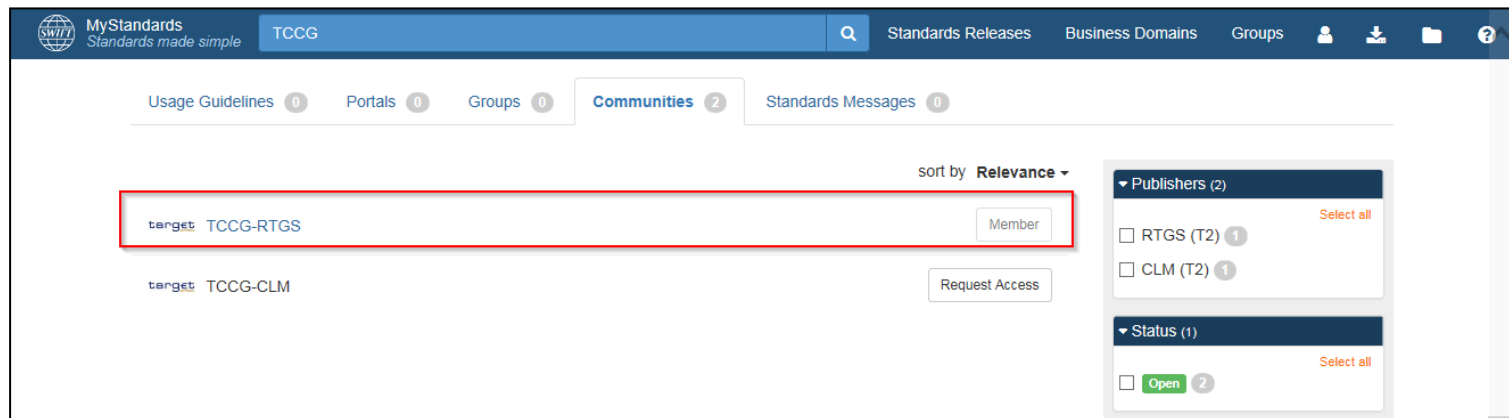 SWIFT MyStandards Standards made simple TCCG Standards Releases Business Domains Groups
Usage Guidelines 0 Portals 0 Groups 0 Communities 2 Standards Messages 0
sort by Relevance
target TCCG-RTGS Member
target TCCG-CLM Request Access
Publishers (2)
Select all
RTGS (T2) 1
CLM (T2) 1
Status (1)
Select all
Open 2